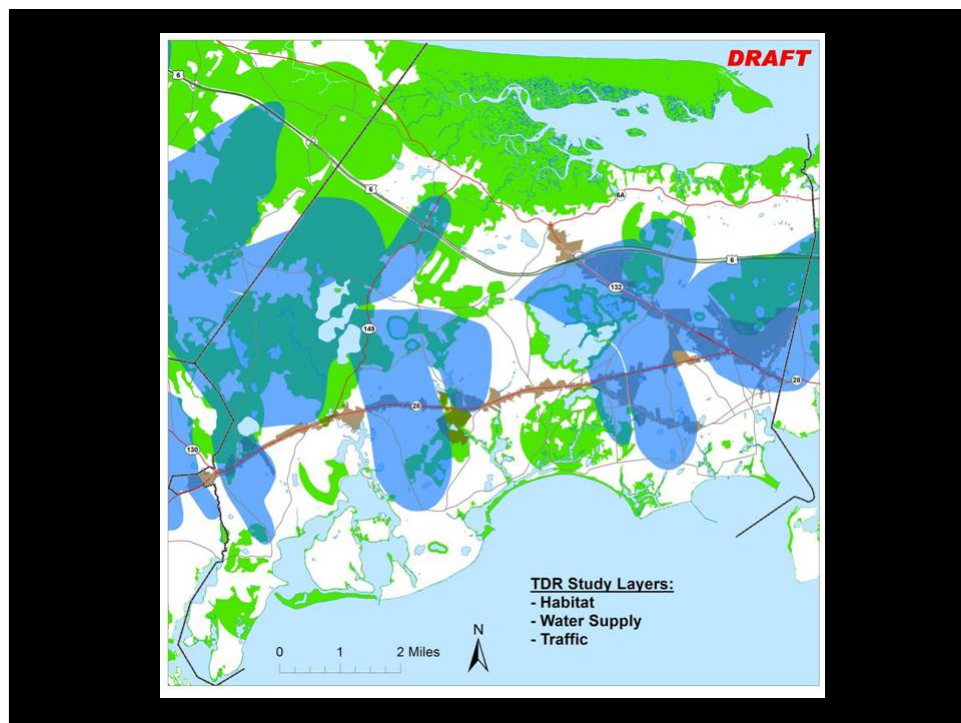 DRAFT
6
6
6A
6
132
149
28
28
130
TDR Study Layers:
- Habitat
- Water Supply
- Traffic
N
0 1 2 Miles